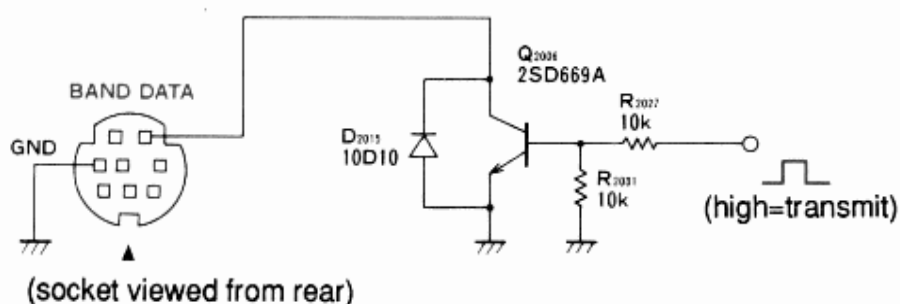 BAND DATA
GND
(socket viewed from rear)
Q2006
2SD669A
D2015
10D10
R2027
10k
R2031
10k
(high=transmit)